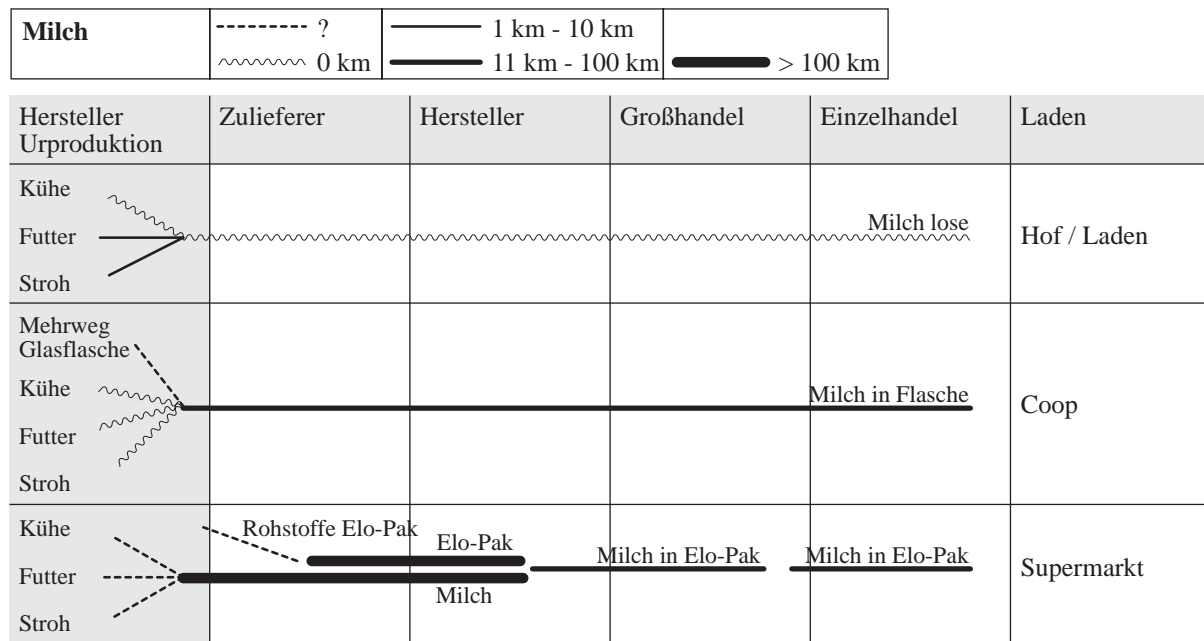 Milch
?
1 km - 10 km
0 km
11 km - 100 km
> 100 km
Hersteller
Urproduktion
Zulieferer
Hersteller
Großhandel
Einzelhandel
Laden
Kühe
Futter
Stroh
Milch lose
Hof / Laden
Mehrweg
Glasflasche
Kühe
Futter
Stroh
Milch in Flasche
Coop
Kühe
Futter
Stroh
Rohstoffe Elo-Pak
Elo-Pak
Milch
Milch in Elo-Pak
Milch in Elo-Pak
Supermarkt